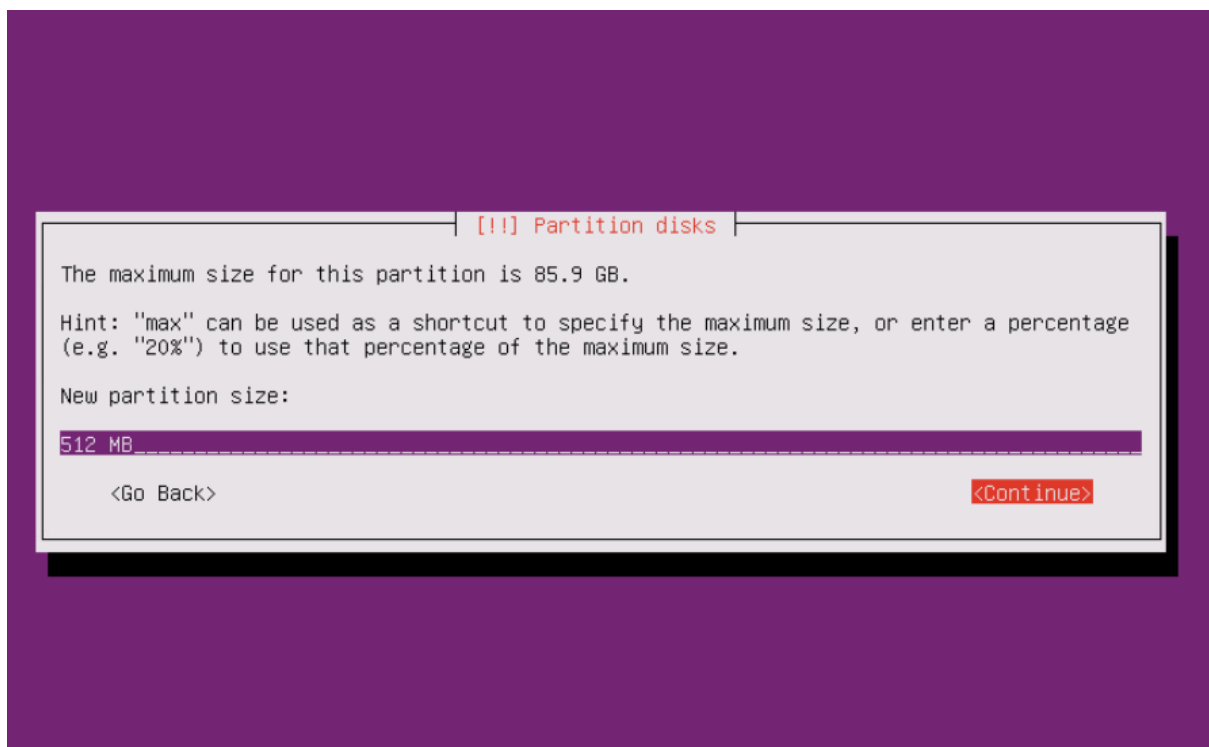 [!!] Partition disks
The maximum size for this partition is 85.9 GB.
Hint: "max" can be used as a shortcut to specify the maximum size, or enter a percentage
(e.g. "20%") to use that percentage of the maximum size.
New partition size:
512 MB
<Go Back> <Continue>